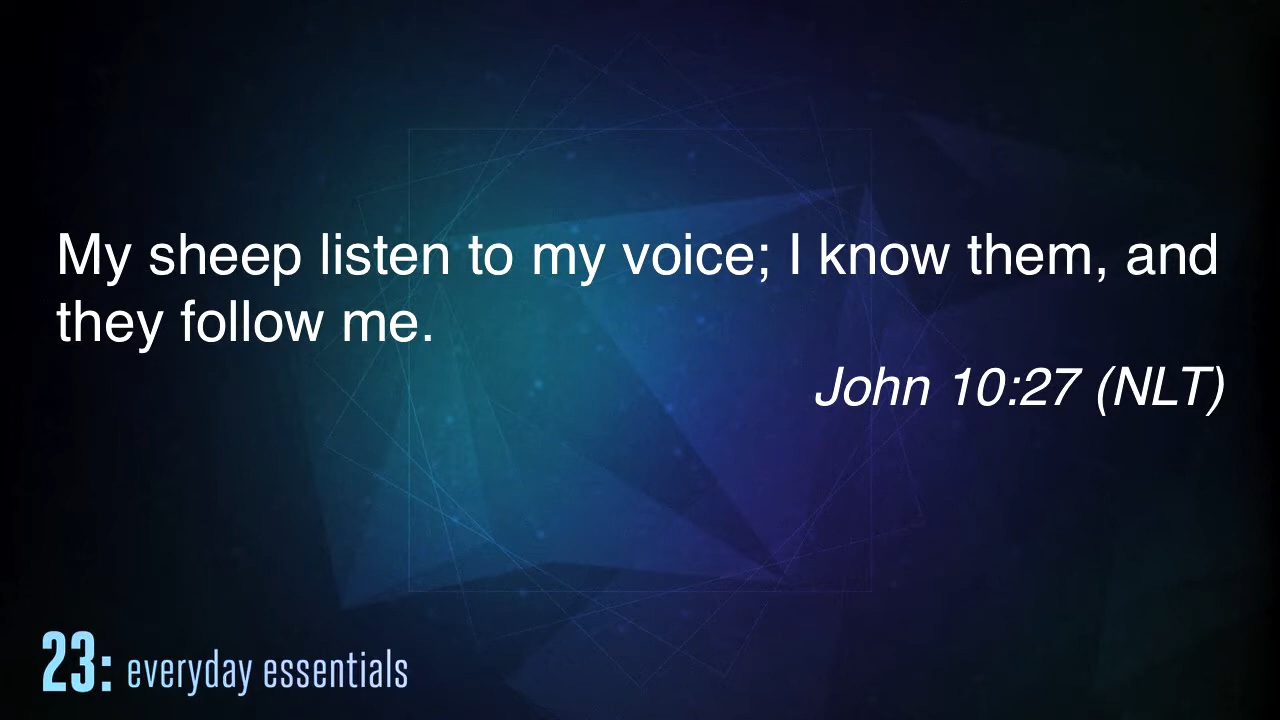 My sheep listen to my voice; I know them, and
they follow me.
John 10:27 (NLT)
23: everyday essentials